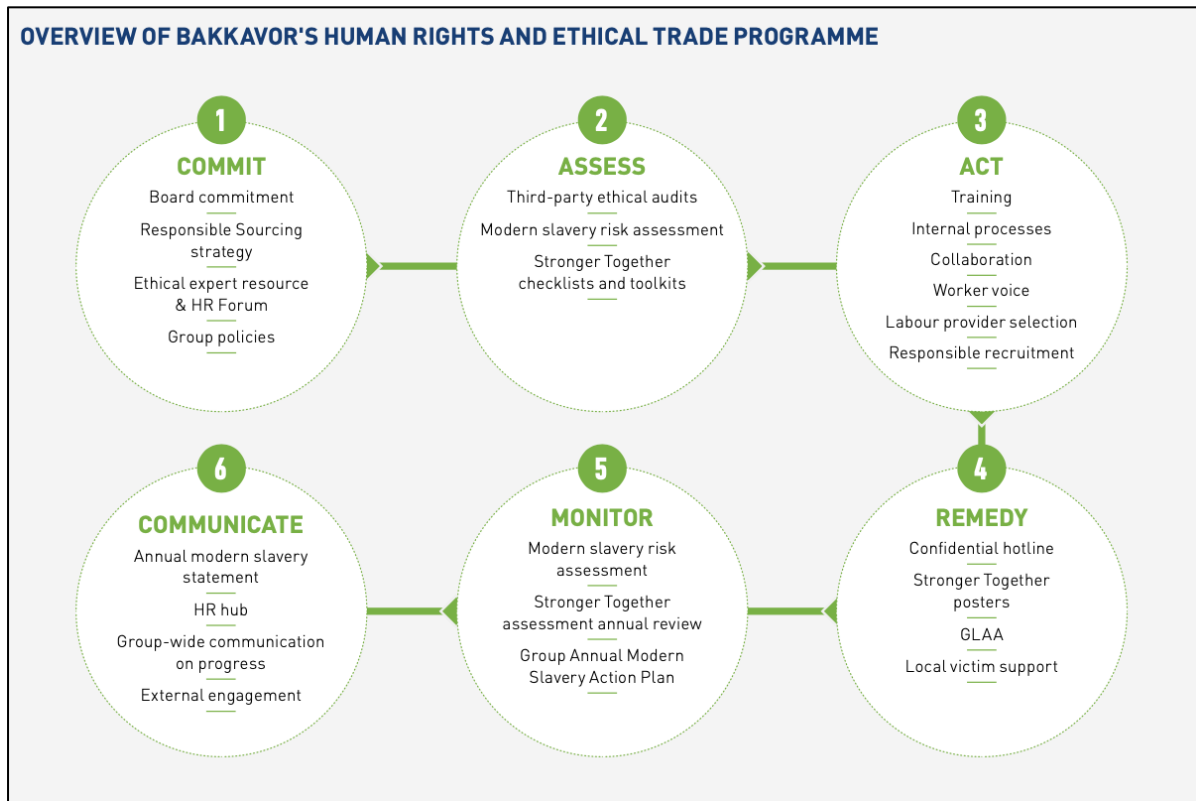 OVERVIEW OF BAKKAVOR'S HUMAN RIGHTS AND ETHICAL TRADE PROGRAMME
1
COMMIT
Board commitment
Responsible Sourcing
strategy
Ethical expert resource
& HR Forum
Group policies
2
ASSESS
Third-party ethical audits
Modern slavery risk assessment
Stronger Together
checklists and toolkits
3
ACT
Training
Internal processes
Collaboration
Worker voice
Labour provider selection
Responsible recruitment
4
REMEDY
Confidential hotline
Stronger Together
posters
GLAA
Local victim support
5
MONITOR
Modern slavery risk
assessment
Stronger Together
assessment annual review
Group Annual Modern
Slavery Action Plan
6
COMMUNICATE
Annual modern slavery
statement
HR hub
Group-wide communication
on progress
External engagement